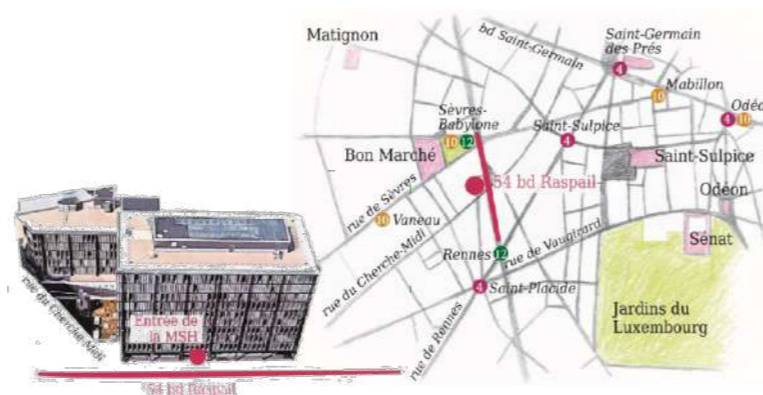 Matignon
bd Saint-Germain
Saint-Germain
des Prés
4
Mabillon
10
Odéo
4 10
Sèvres-
Babylone
10 12
Saint-Sulpice
4
Bon Marché
Saint-Sulpice
54 bd Raspail
rue de Sèvres
10 Vaneau
Odéon
Sénat
rue du Cherche-Midi
Rennes 12
rue de Vaugirard
4 Saint-Placide
rue de Rennes
Jardins du
Luxembourg
rue du Cherche-Midi
Entrée de
la MSH
54 bd Raspail